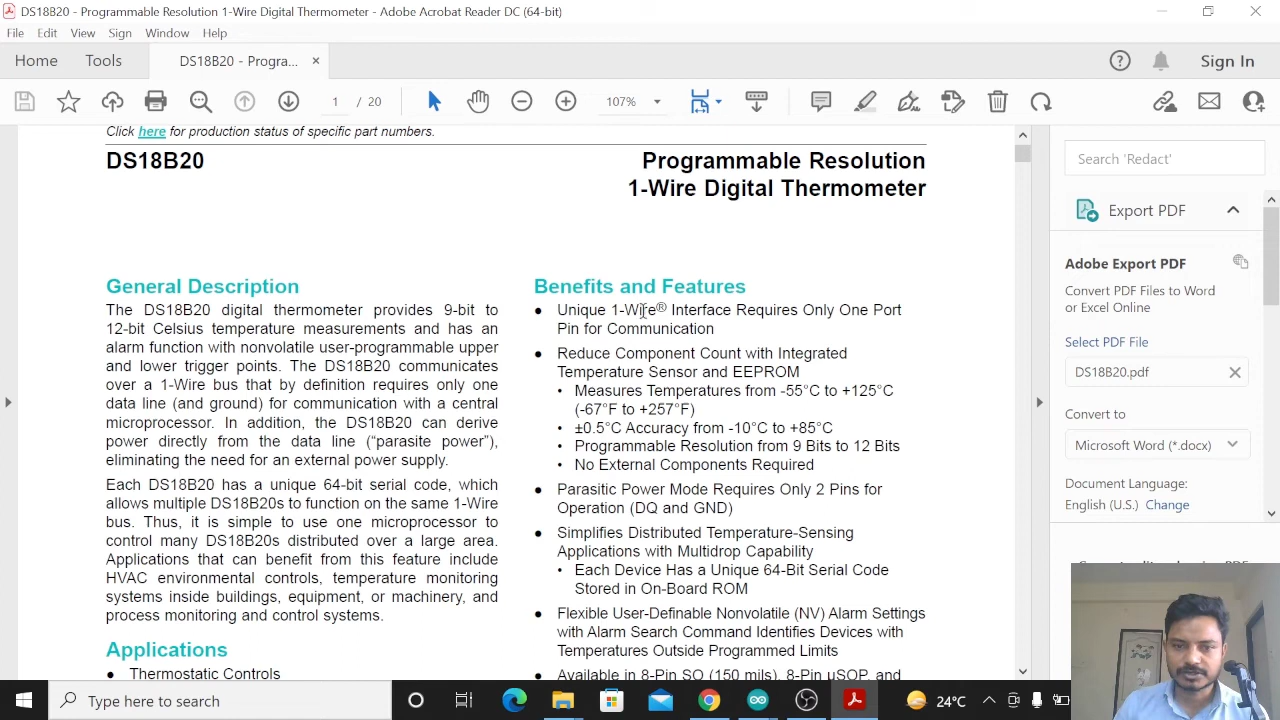 DS18B20 - Programmable Resolution 1-Wire Digital Thermometer - Adobe Acrobat Reader DC (64-bit)
File Edit View Sign Window Help
Home Tools DS18B20 - Progra... × Sign In
1 / 20 107%
Click here for production status of specific part numbers.
DS18B20
Programmable Resolution
1-Wire Digital Thermometer
General Description
The DS18B20 digital thermometer provides 9-bit to
12-bit Celsius temperature measurements and has an
alarm function with nonvolatile user-programmable upper
and lower trigger points. The DS18B20 communicates
over a 1-Wire bus that by definition requires only one
data line (and ground) for communication with a central
microprocessor. In addition, the DS18B20 can derive
power directly from the data line (“parasite power”),
eliminating the need for an external power supply.
Each DS18B20 has a unique 64-bit serial code, which
allows multiple DS18B20s to function on the same 1-Wire
bus. Thus, it is simple to use one microprocessor to
control many DS18B20s distributed over a large area.
Applications that can benefit from this feature include
HVAC environmental controls, temperature monitoring
systems inside buildings, equipment, or machinery, and
process monitoring and control systems.
Applications
● Thermostatic Controls
Benefits and Features
● Unique 1-Wire® Interface Requires Only One Port
Pin for Communication
● Reduce Component Count with Integrated
Temperature Sensor and EEPROM
• Measures Temperatures from -55°C to +125°C
(-67°F to +257°F)
• ±0.5°C Accuracy from -10°C to +85°C
• Programmable Resolution from 9 Bits to 12 Bits
• No External Components Required
● Parasitic Power Mode Requires Only 2 Pins for
Operation (DQ and GND)
● Simplifies Distributed Temperature-Sensing
Applications with Multidrop Capability
• Each Device Has a Unique 64-Bit Serial Code
Stored in On-Board ROM
● Flexible User-Definable Nonvolatile (NV) Alarm Settings
with Alarm Search Command Identifies Devices with
Temperatures Outside Programmed Limits
● Available in 8-Pin SO (150 mils), 8-Pin µSOP, and
Search 'Redact'
Export PDF
Adobe Export PDF
Convert PDF Files to Word
or Excel Online
Select PDF File
DS18B20.pdf
Convert to
Microsoft Word (*.docx)
Document Language:
English (U.S.) Change
Type here to search
24°C